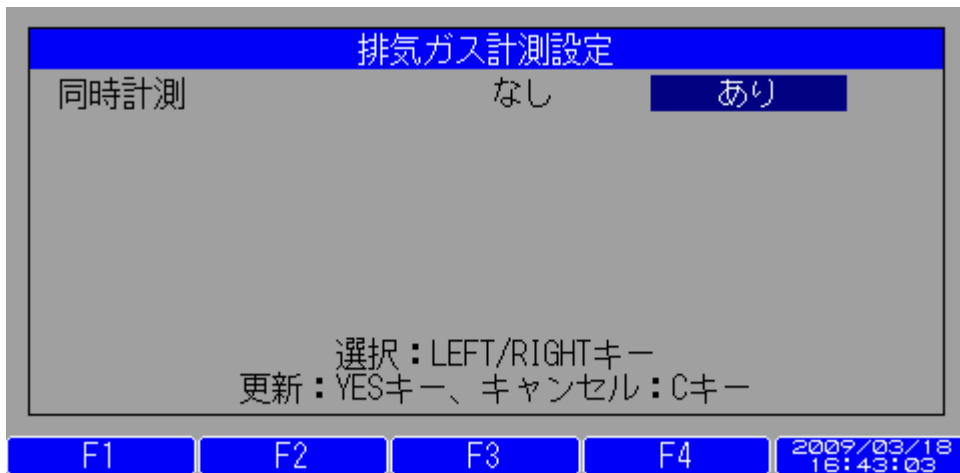 排気ガス計測設定
同時計測 なし あり
選択：LEFT/RIGHTキー
更新：YESキー、キャンセル：Cキー
F1 F2 F3 F4 2009/03/18
16:43:03